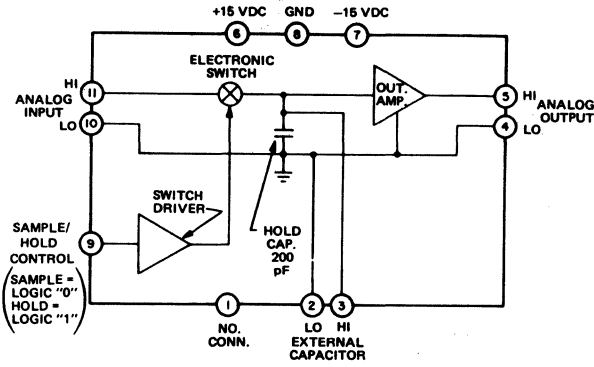 +15 VDC GND −15 VDC
6 8 7
ELECTRONIC
SWITCH
HI
11
ANALOG
INPUT
10
LO
OUT.
AMP.
5 HI
ANALOG
OUTPUT
4 LO
SWITCH
DRIVER
HOLD
CAP.
200
pF
SAMPLE/
HOLD
CONTROL
9
(SAMPLE =
LOGIC "0"
HOLD =
LOGIC "1")
1 2 3
NO.
CONN.
LO HI
EXTERNAL
CAPACITOR